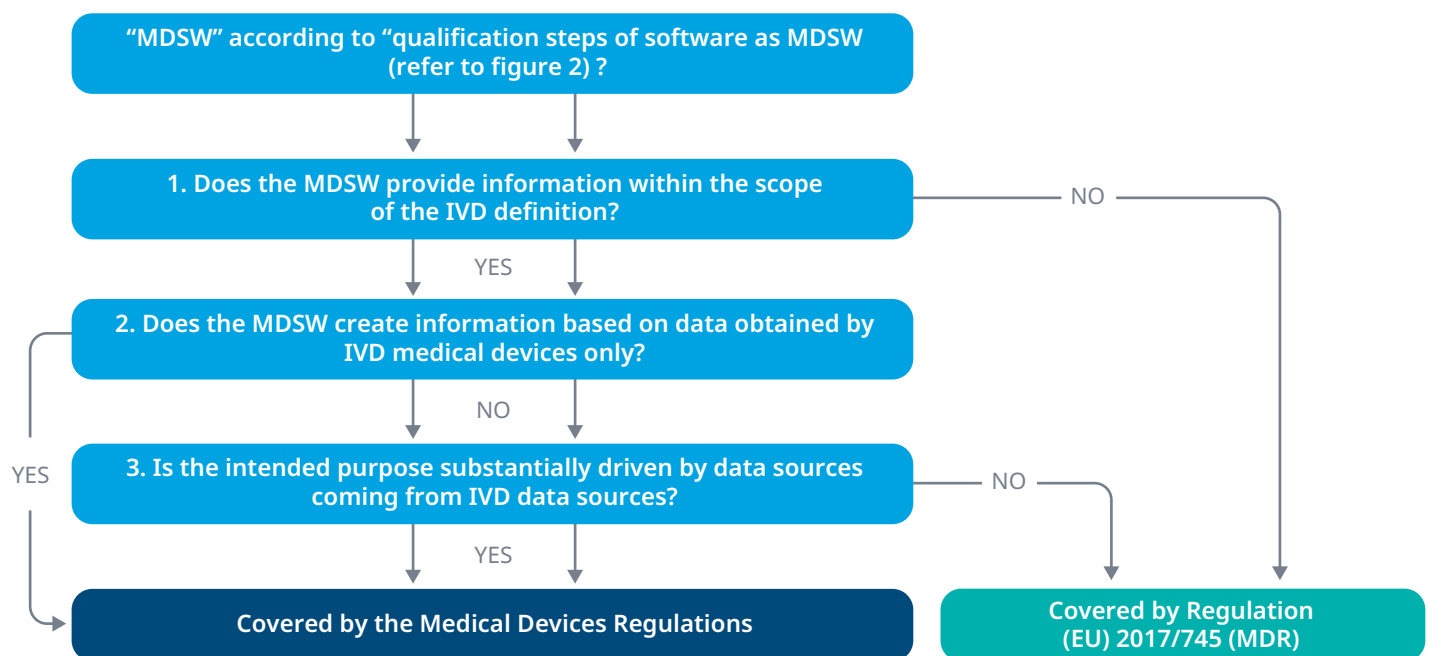 “MDSW” according to “qualification steps of software as MDSW
(refer to figure 2) ?
1. Does the MDSW provide information within the scope
of the IVD definition?
NO
YES
2. Does the MDSW create information based on data obtained by
IVD medical devices only?
NO
YES
3. Is the intended purpose substantially driven by data sources
coming from IVD data sources?
NO
YES
Covered by the Medical Devices Regulations
Covered by Regulation
(EU) 2017/745 (MDR)